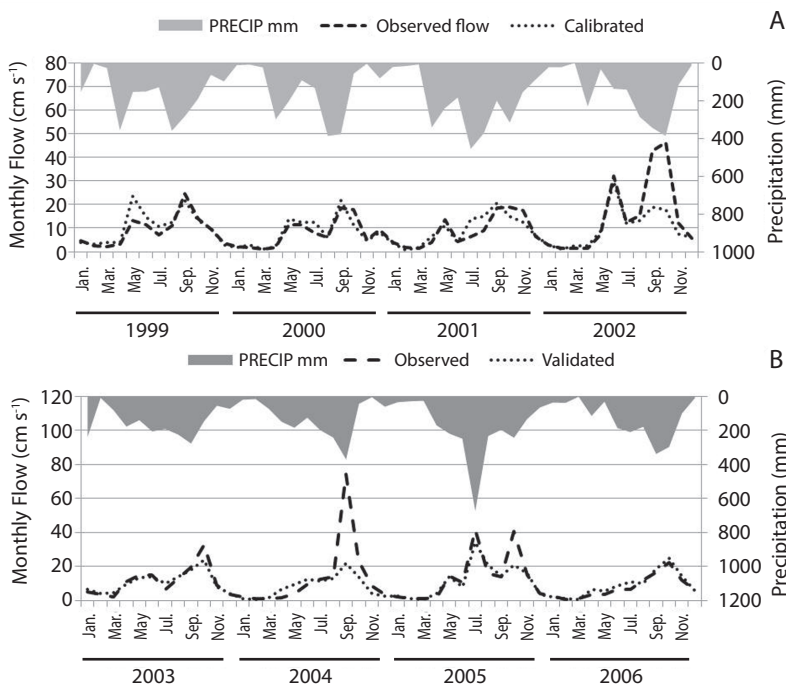 A
PRECIP mm Observed flow Calibrated
Monthly Flow (cm s⁻¹)
80
70
60
50
40
30
20
10
0
0
200
400
600
800
1000
Precipitation (mm)
Jan. Mar. May Jul. Sep. Nov. Jan. Mar. May Jul. Sep. Nov. Jan. Mar. May Jul. Sep. Nov. Jan. Mar. May Jul. Sep. Nov.
1999 2000 2001 2002
B
PRECIP mm Observed Validated
Monthly Flow (cm s⁻¹)
120
100
80
60
40
20
0
0
200
400
600
800
1000
1200
Precipitation (mm)
Jan. Mar. May Jul. Sep. Nov. Jan. Mar. May Jul. Sep. Nov. Jan. Mar. May Jul. Sep. Nov. Jan. Mar. May Jul. Sep. Nov.
2003 2004 2005 2006